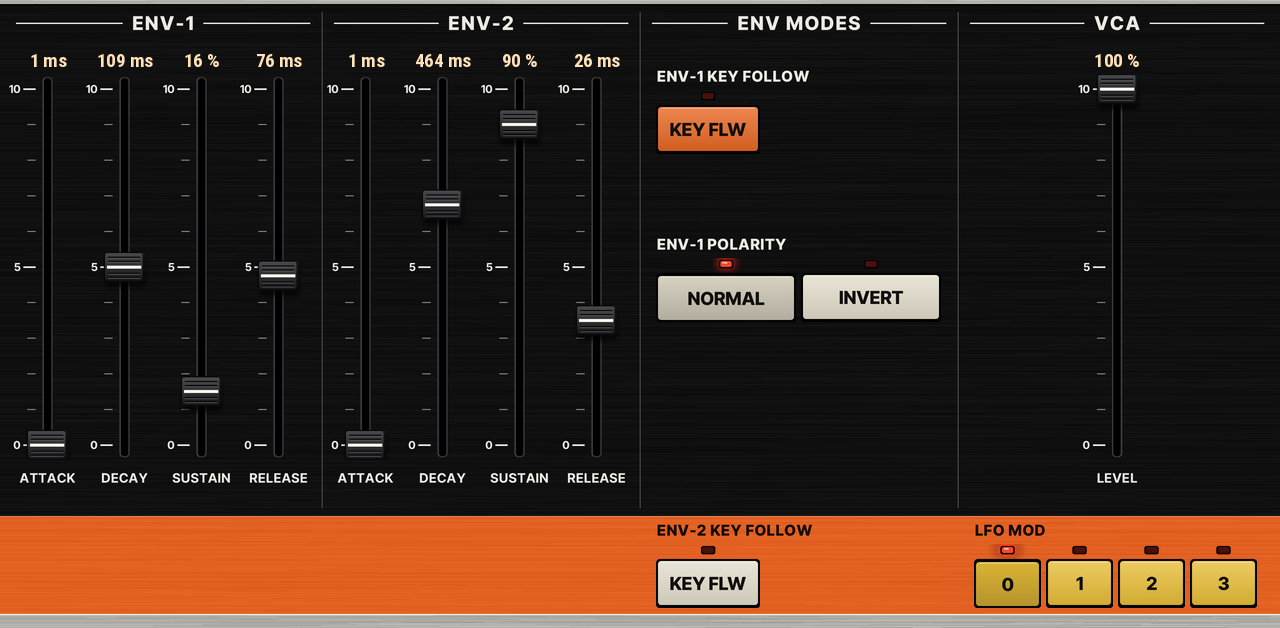 ENV-1
ENV-2
ENV MODES
VCA
1 ms
109 ms
16 %
76 ms
1 ms
464 ms
90 %
26 ms
100 %
10
10
10
10
10
10
10
10
10
5
5
5
5
5
5
5
5
5
0
0
0
0
0
0
0
0
0
ATTACK
DECAY
SUSTAIN
RELEASE
ATTACK
DECAY
SUSTAIN
RELEASE
LEVEL
ENV-1 KEY FOLLOW
KEY FLW
ENV-1 POLARITY
NORMAL
INVERT
ENV-2 KEY FOLLOW
KEY FLW
LFO MOD
0
1
2
3